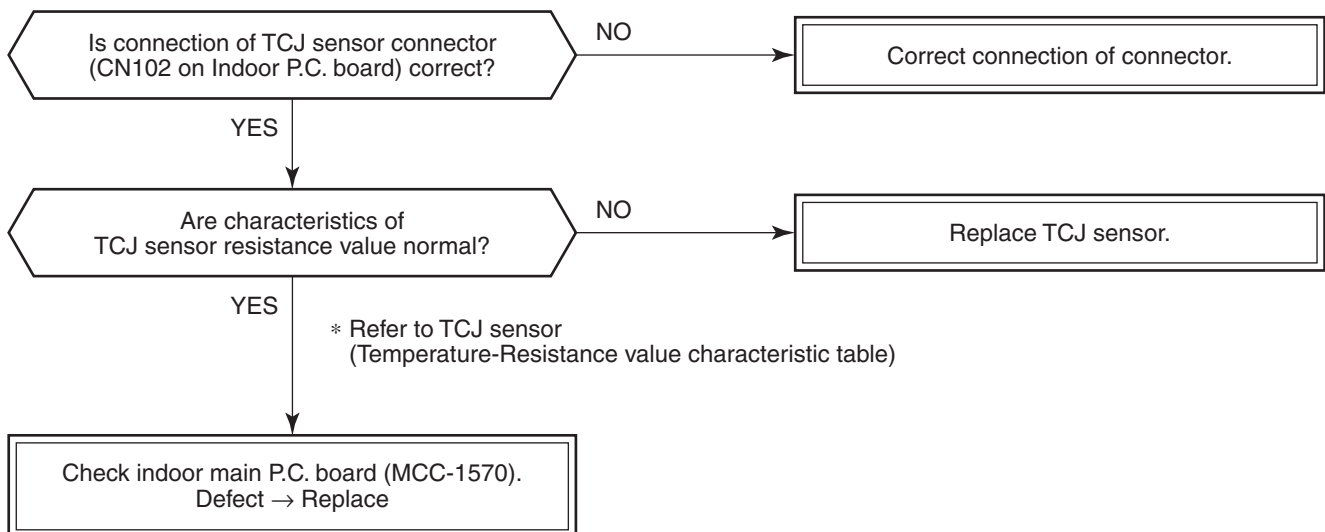 Is connection of TCJ sensor connector
(CN102 on Indoor P.C. board) correct?
NO
Correct connection of connector.
YES
Are characteristics of
TCJ sensor resistance value normal?
NO
Replace TCJ sensor.
YES
* Refer to TCJ sensor
(Temperature-Resistance value characteristic table)
Check indoor main P.C. board (MCC-1570).
Defect → Replace